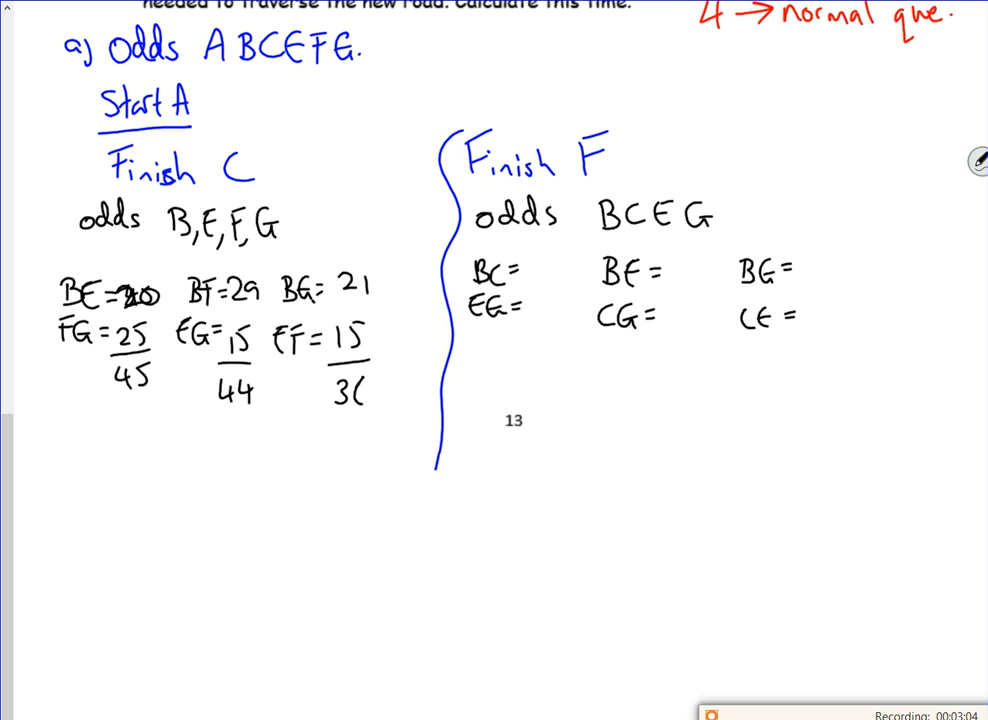 needed to traverse the new road. Calculate this time.
4 → normal que.
a) Odds A B C E F G.
Start A
Finish C
odds B, E, F, G
BE = 20 BF = 29 BG = 21
FG = 25 EG = 15 EF = 15
45 44 36
Finish F
odds B C E G
BC = BE = BG =
EG = CG = CE =
13
Recording: 00:03:04